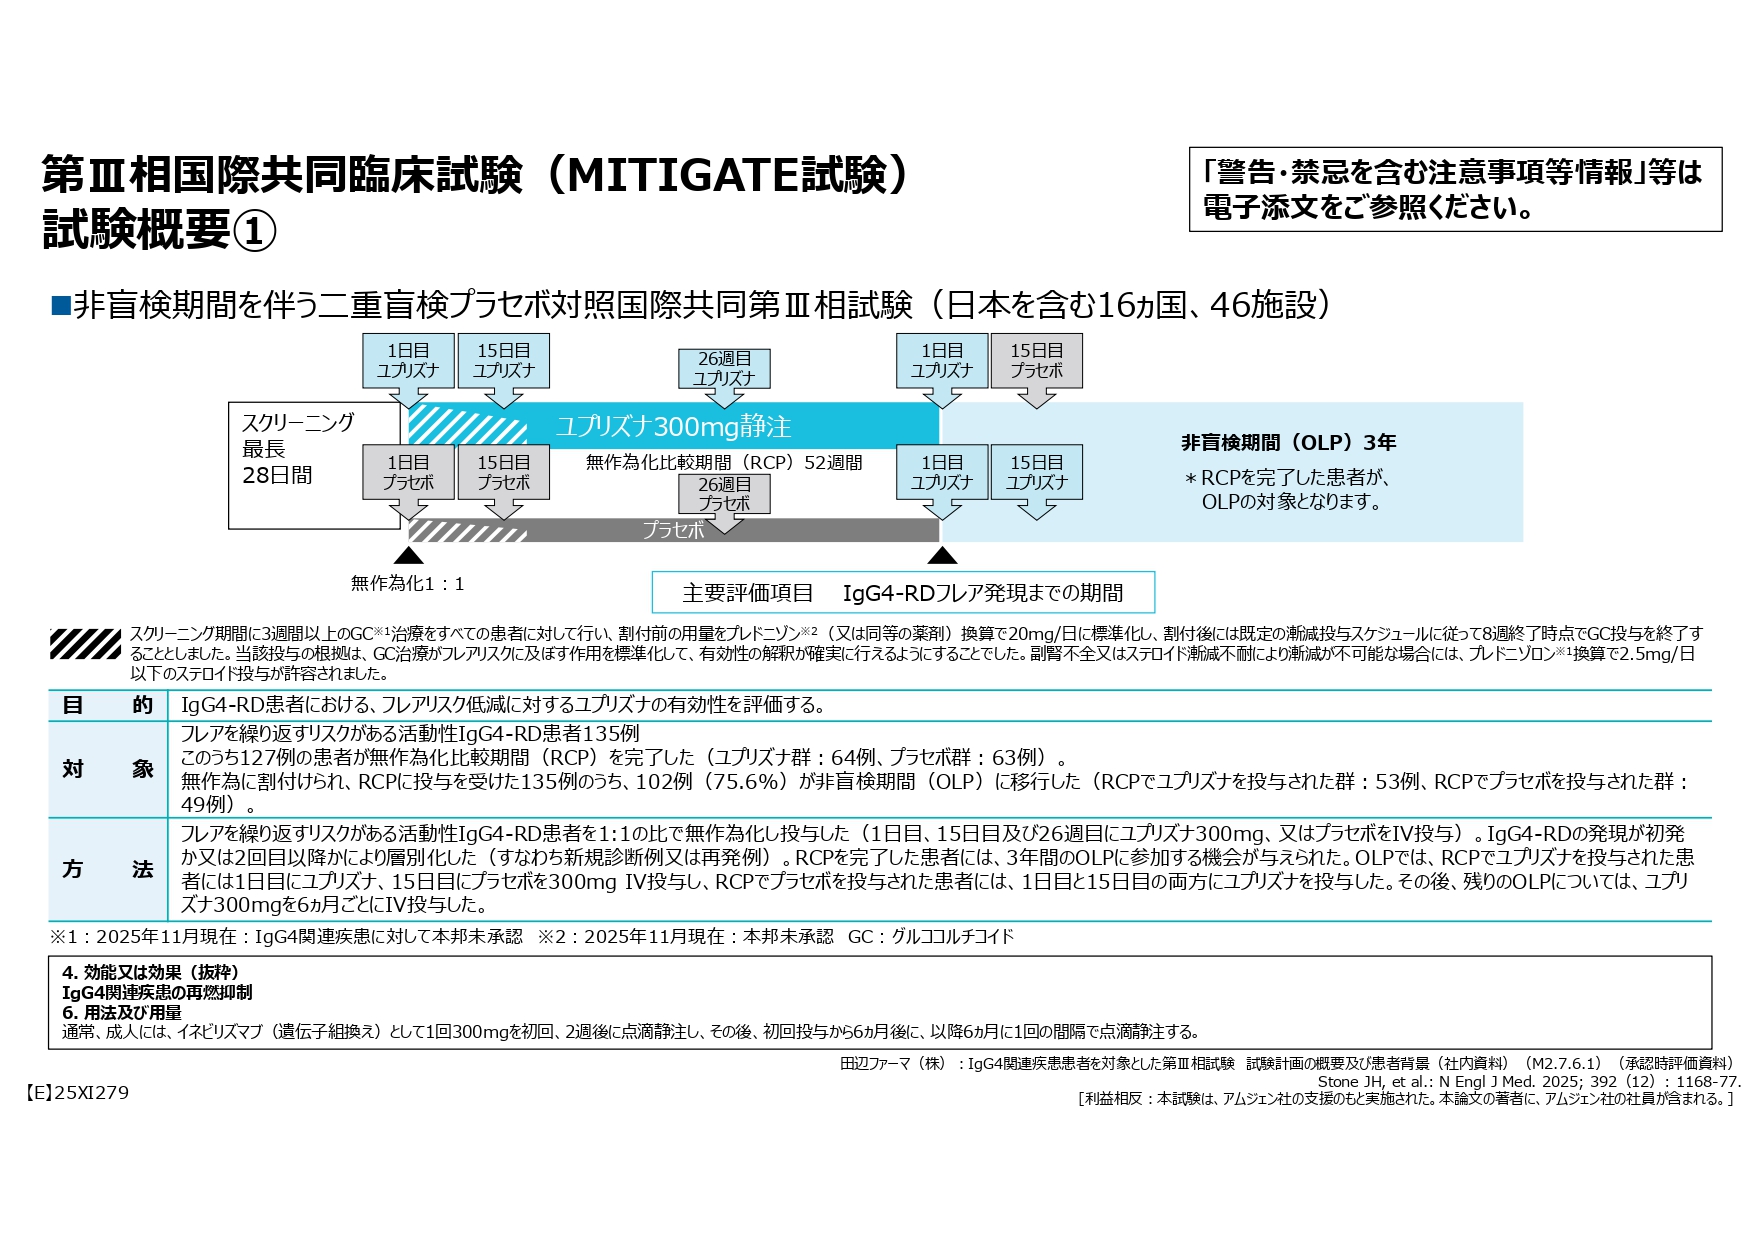 第Ⅲ相国際共同臨床試験（MITIGATE試験）
試験概要①
「警告・禁忌を含む注意事項等情報」等は
電子添文をご参照ください。
■非盲検期間を伴う二重盲検プラセボ対照国際共同第Ⅲ相試験（日本を含む16ヵ国、46施設）
1日目
ユプリズナ
15日目
ユプリズナ
26週目
ユプリズナ
1日目
ユプリズナ
15日目
プラセボ
スクリーニング
最長
28日間
ユプリズナ300mg静注
無作為化比較期間（RCP）52週間
1日目
プラセボ
15日目
プラセボ
26週目
プラセボ
1日目
ユプリズナ
15日目
ユプリズナ
プラセボ
非盲検期間（OLP）3年
＊RCPを完了した患者が、
OLPの対象となります。
無作為化1：1
主要評価項目　IgG4-RDフレア発現までの期間
スクリーニング期間に3週間以上のGC※1治療をすべての患者に対して行い、割付前の用量をプレドニゾン※2（又は同等の薬剤）換算で20mg/日に標準化し、割付後には既定の漸減投与スケジュールに従って8週終了時点でGC投与を終了す
ることとしました。当該投与の根拠は、GC治療がフレアリスクに及ぼす作用を標準化して、有効性の解釈が確実に行えるようにすることでした。副腎不全又はステロイド漸減不耐により漸減が不可能な場合には、プレドニゾロン※1換算で2.5mg/日
以下のステロイド投与が許容されました。
目　的
IgG4-RD患者における、フレアリスク低減に対するユプリズナの有効性を評価する。
対　象
フレアを繰り返すリスクがある活動性IgG4-RD患者135例
このうち127例の患者が無作為化比較期間（RCP）を完了した（ユプリズナ群：64例、プラセボ群：63例）。
無作為に割付けられ、RCPに投与を受けた135例のうち、102例（75.6%）が非盲検期間（OLP）に移行した（RCPでユプリズナを投与された群：53例、RCPでプラセボを投与された群：
49例）。
方　法
フレアを繰り返すリスクがある活動性IgG4-RD患者を1:1の比で無作為化し投与した（1日目、15日目及び26週目にユプリズナ300mg、又はプラセボをIV投与）。IgG4-RDの発現が初発
か又は2回目以降かにより層別化した（すなわち新規診断例又は再発例）。RCPを完了した患者には、3年間のOLPに参加する機会が与えられた。OLPでは、RCPでユプリズナを投与された患
者には1日目にユプリズナ、15日目にプラセボを300mg IV投与し、RCPでプラセボを投与された患者には、1日目と15日目の両方にユプリズナを投与した。その後、残りのOLPについては、ユプリ
ズナ300mgを6ヵ月ごとにIV投与した。
※1：2025年11月現在：IgG4関連疾患に対して本邦未承認　※2：2025年11月現在：本邦未承認　GC：グルココルチコイド
4. 効能又は効果（抜粋）
IgG4関連疾患の再燃抑制
6. 用法及び用量
通常、成人には、イネビリズマブ（遺伝子組換え）として1回300mgを初回、2週後に点滴静注し、その後、初回投与から6ヵ月後に、以降6ヵ月に1回の間隔で点滴静注する。
田辺ファーマ（株）：IgG4関連疾患患者を対象とした第Ⅲ相試験　試験計画の概要及び患者背景（社内資料）（M2.7.6.1）（承認時評価資料）
Stone JH, et al.: N Engl J Med. 2025; 392（12）: 1168-77.
［利益相反：本試験は、アムジェン社の支援のもと実施された。本論文の著者に、アムジェン社の社員が含まれる。］
【E】25XI279